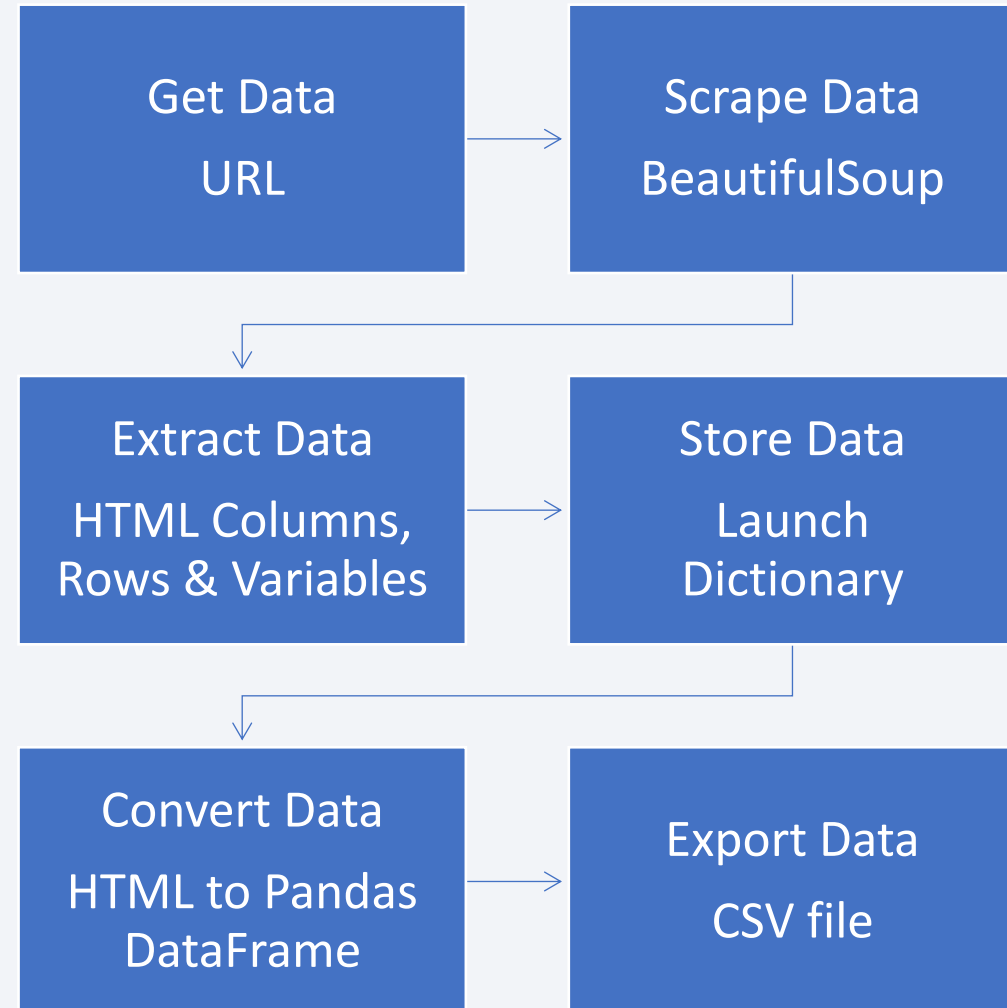 Get Data
URL
Scrape Data
BeautifulSoup
Extract Data
HTML Columns,
Rows & Variables
Store Data
Launch
Dictionary
Convert Data
HTML to Pandas
DataFrame
Export Data
CSV file